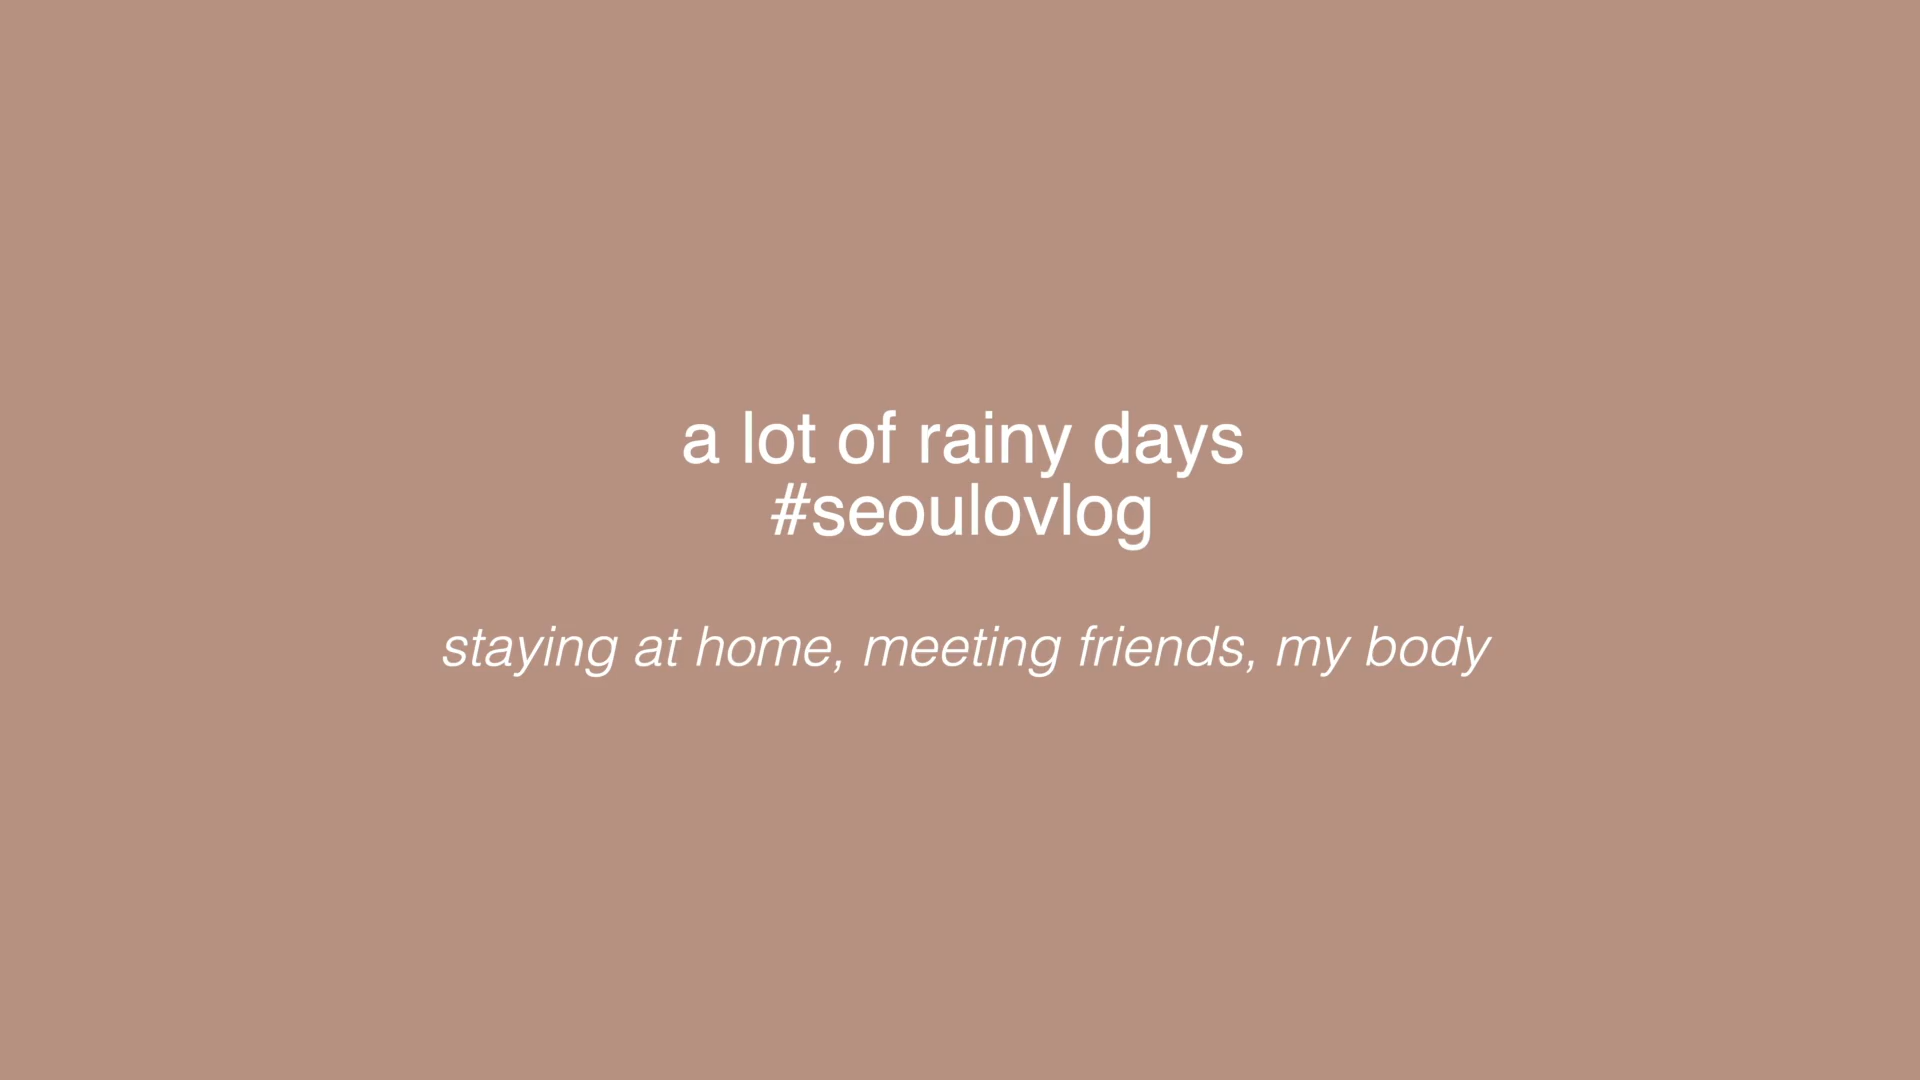 a lot of rainy days
#seoulovlog
staying at home, meeting friends, my body